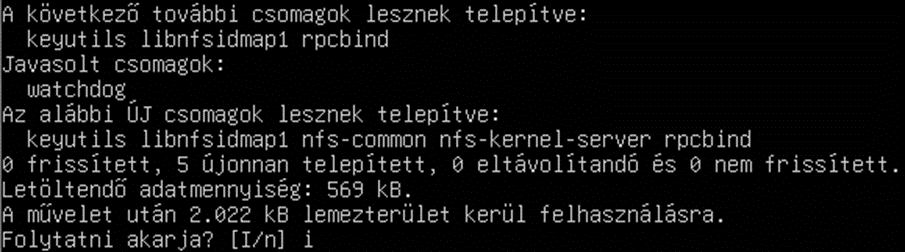 A következő további csomagok lesznek telepítve:
keyutils libnfsidmap1 rpcbind
Javasolt csomagok:
watchdog
Az alábbi ÚJ csomagok lesznek telepítve:
keyutils libnfsidmap1 nfs-common nfs-kernel-server rpcbind
0 frissített, 5 újonnan telepített, 0 eltávolítandó és 0 nem frissített.
Letöltendő adatmennyiség: 569 kB.
A művelet után 2.022 kB lemezterület kerül felhasználásra.
Folytatni akarja? [I/n] i